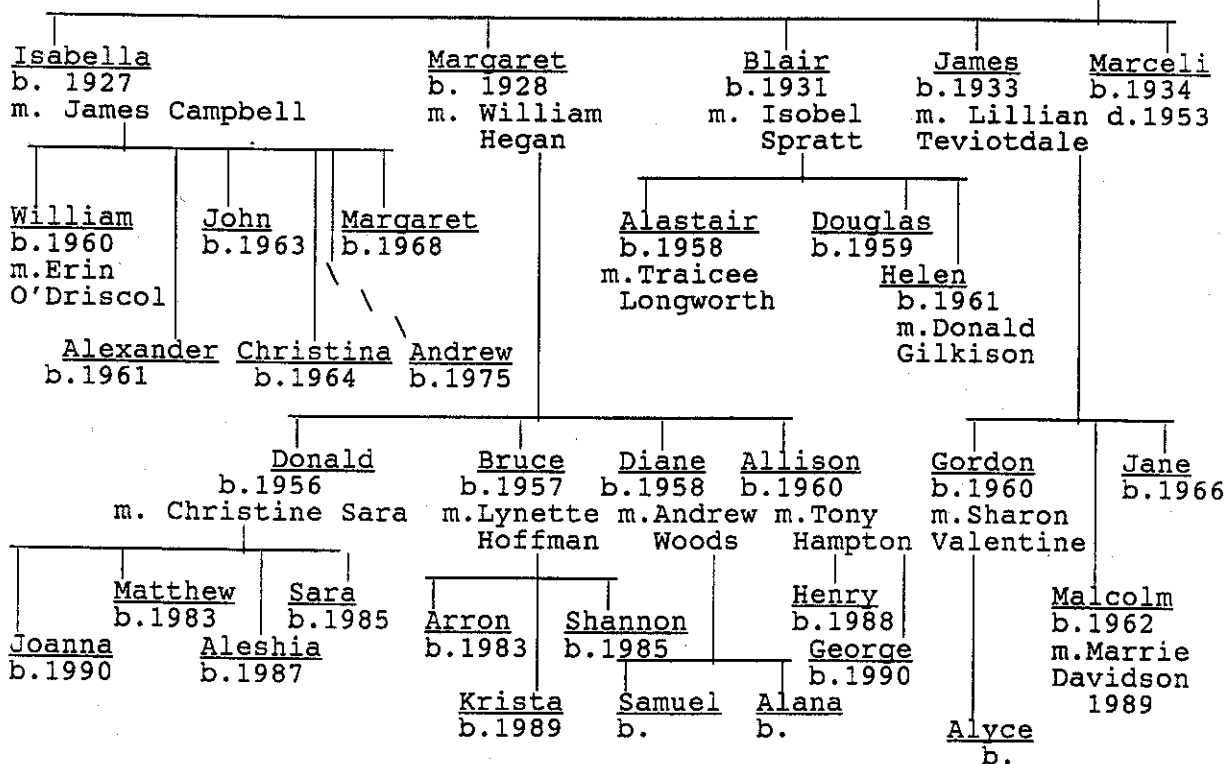 Isabella
b. 1927
m. James Campbell
Margaret
b. 1928
m. William
Hegan
Blair
b.1931
m. Isobel
Spratt
James
b.1933
m. Lillian
Teviotdale
Marceli
b.1934
d.1953
William
b.1960
m.Erin
O'Driscol
John
b.1963
Margaret
b.1968
Alexander
b.1961
Christina
b.1964
Andrew
b.1975
Alastair
b.1958
m.Traicee
Longworth
Douglas
b.1959
Helen
b.1961
m.Donald
Gilkison
Donald
b.1956
m. Christine Sara
Bruce
b.1957
m.Lynette
Hoffman
Diane
b.1958
m.Andrew
Woods
Allison
b.1960
m.Tony
Hampton
Gordon
b.1960
m.Sharon
Valentine
Jane
b.1966
Matthew
b.1983
Sara
b.1985
Joanna
b.1990
Aleshia
b.1987
Arron
b.1983
Shannon
b.1985
Krista
b.1989
Samuel
b.
Alana
b.
Henry
b.1988
George
b.1990
Malcolm
b.1962
m.Marrie
Davidson
1989
Alyce
b.